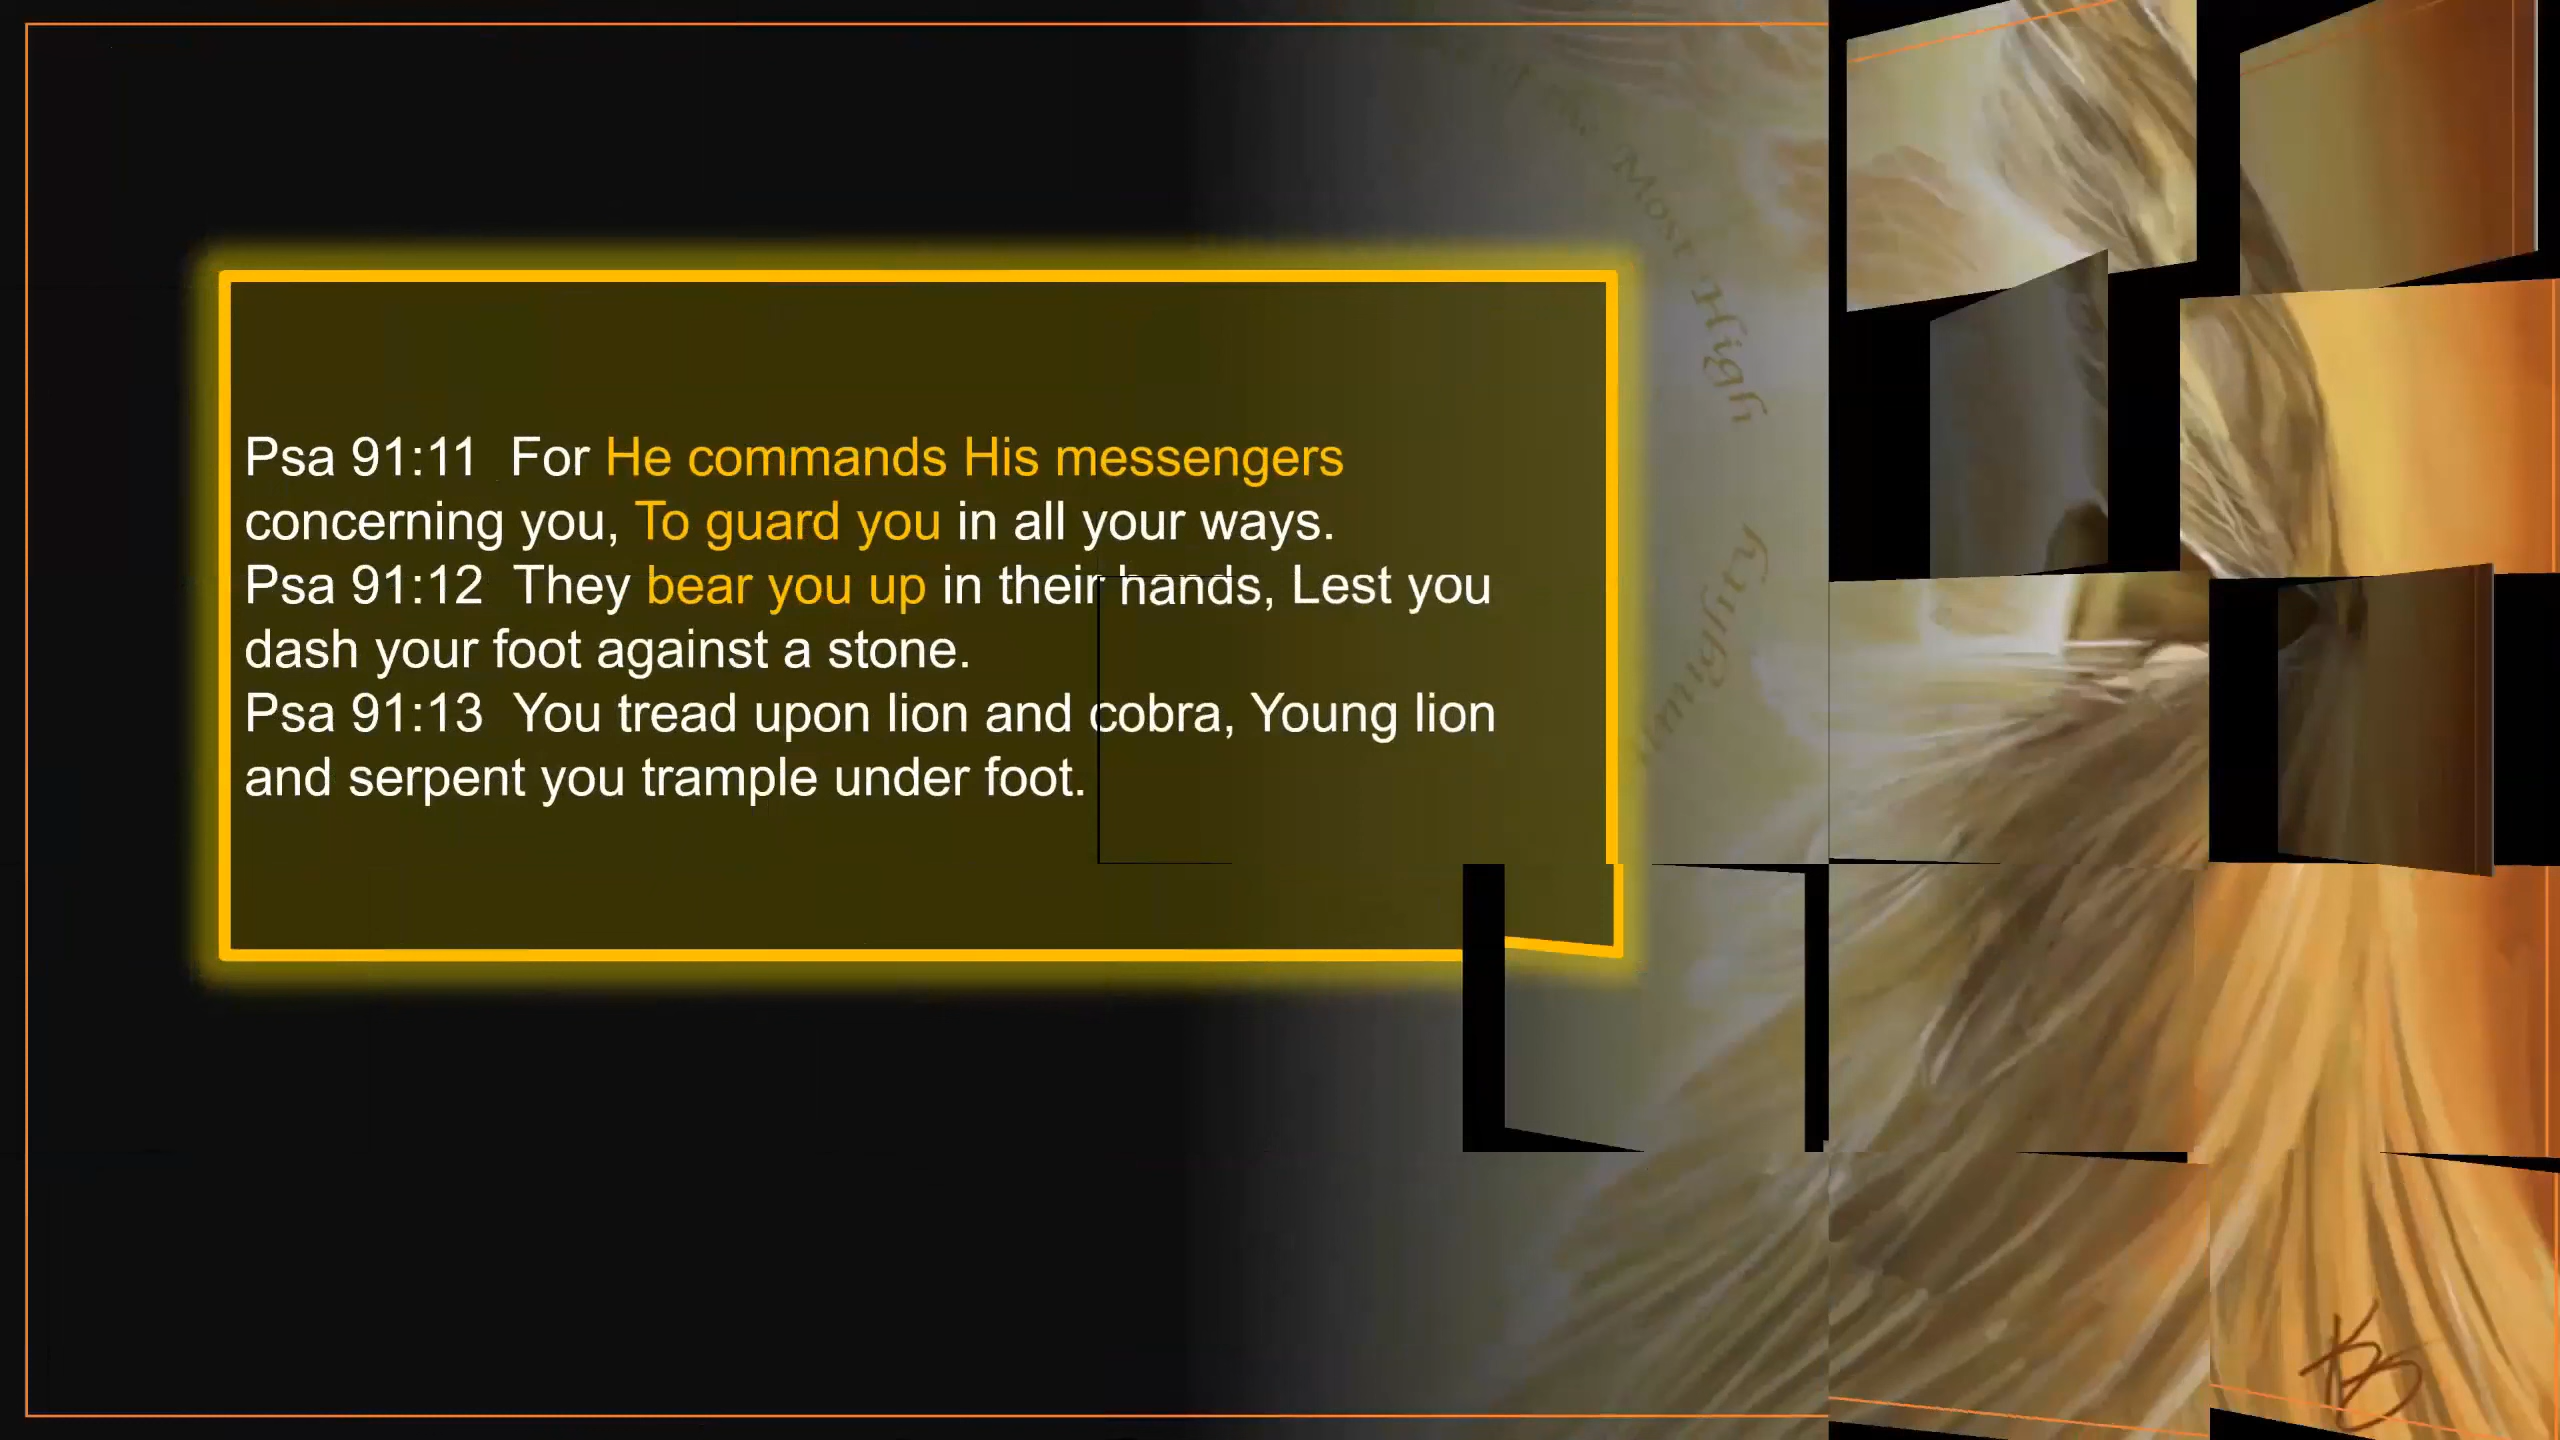 Psa 91:11  For He commands His messengers
concerning you, To guard you in all your ways.
Psa 91:12  They bear you up in their hands, Lest you
dash your foot against a stone.
Psa 91:13  You tread upon lion and cobra, Young lion
and serpent you trample under foot.
Most High